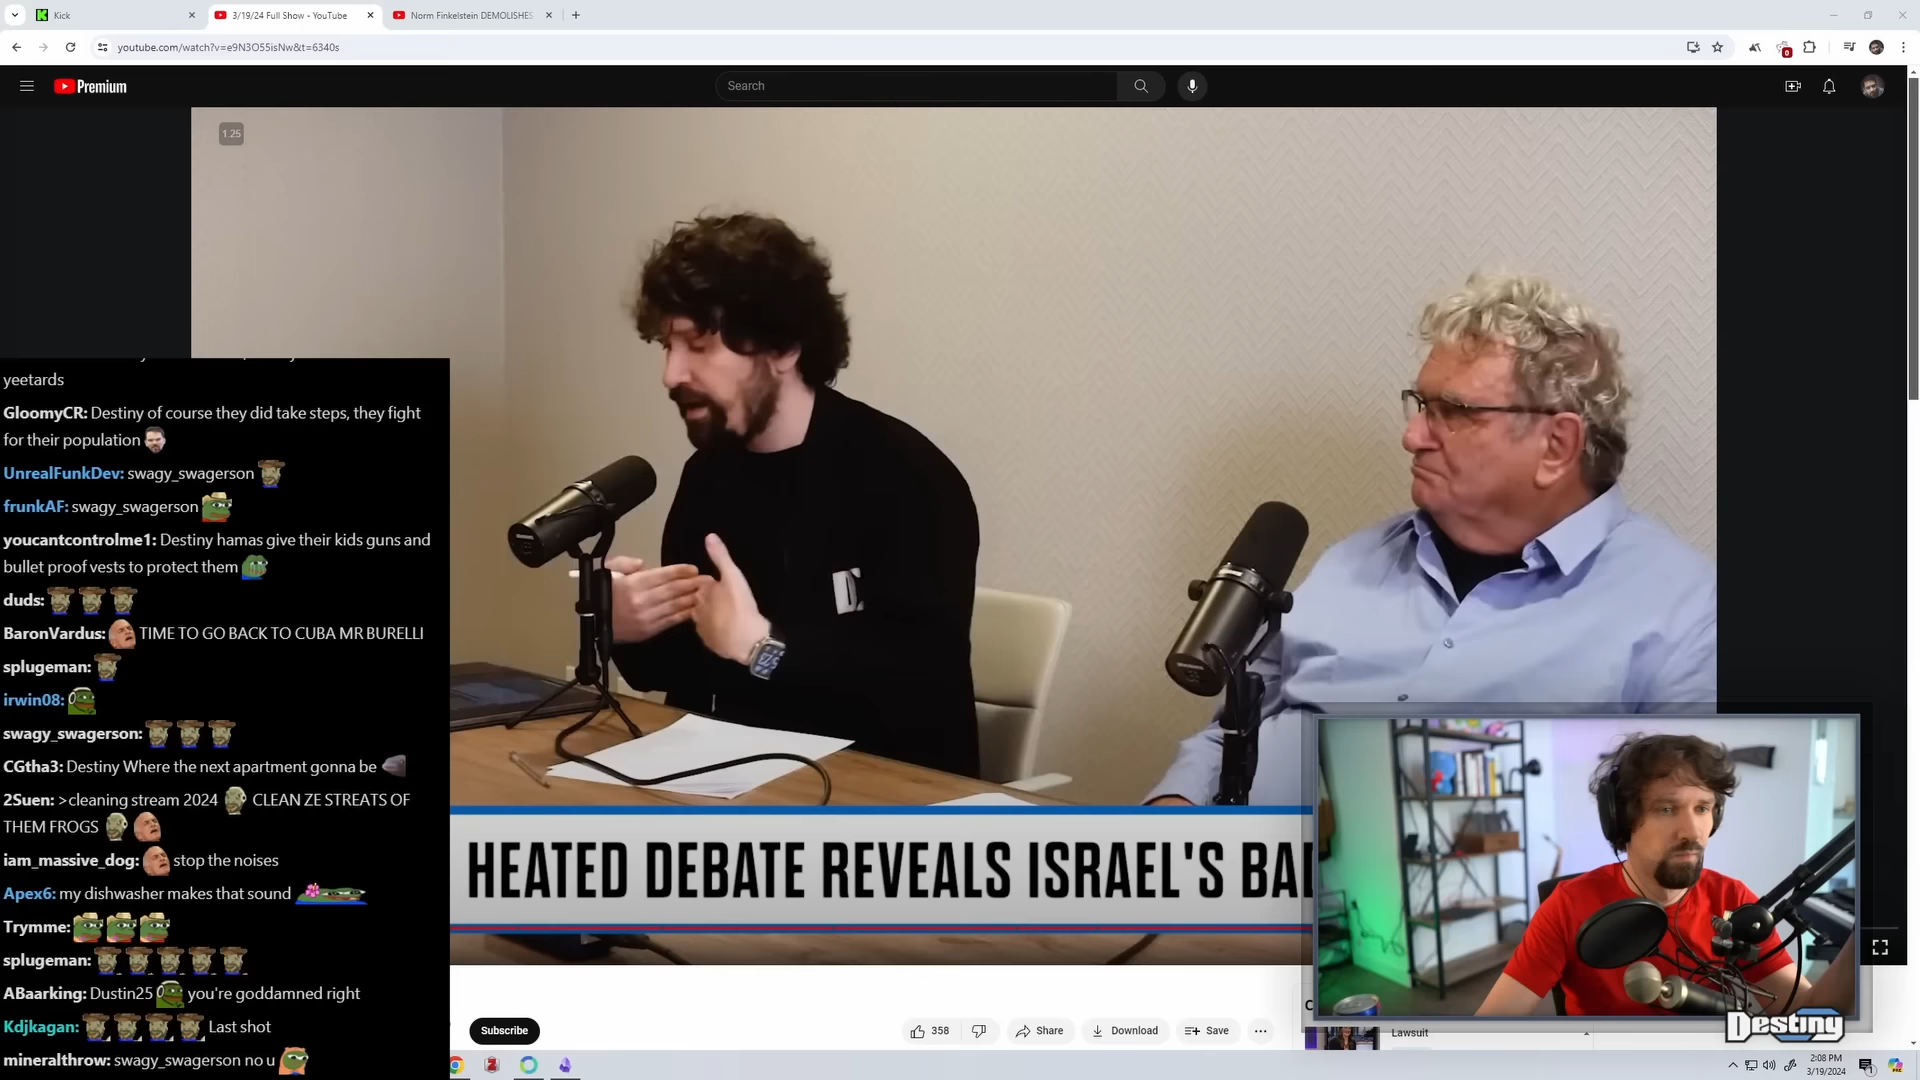 Kick
3/19/24 Full Show - YouTube
Norm Finkelstein DEMOLISHES
youtube.com/watch?v=e9N3O55isNw&t=6340s
0
Premium
Search
1.25
yeetards
GloomyCR: Destiny of course they did take steps, they fight
for their population
UnrealFunkDev: swagy_swagerson
frunkAF: swagy_swagerson
youcantcontrolme1: Destiny hamas give their kids guns and
bullet proof vests to protect them
duds:
BaronVardus: TIME TO GO BACK TO CUBA MR BURELLI
splugeman:
irwin08:
swagy_swagerson:
CGtha3: Destiny Where the next apartment gonna be
2Suen: >cleaning stream 2024 CLEAN ZE STREATS OF
THEM FROGS
iam_massive_dog: stop the noises
Apex6: my dishwasher makes that sound
Trymme:
splugeman:
ABaarking: Dustin25 you're goddamned right
Kdjkagan: Last shot
mineralthrow: swagy_swagerson no u
HEATED DEBATE REVEALS ISRAEL'S BA
Destiny
Subscribe
358
Share
Download
Save
Lawsuit
2:08 PM
3/19/2024